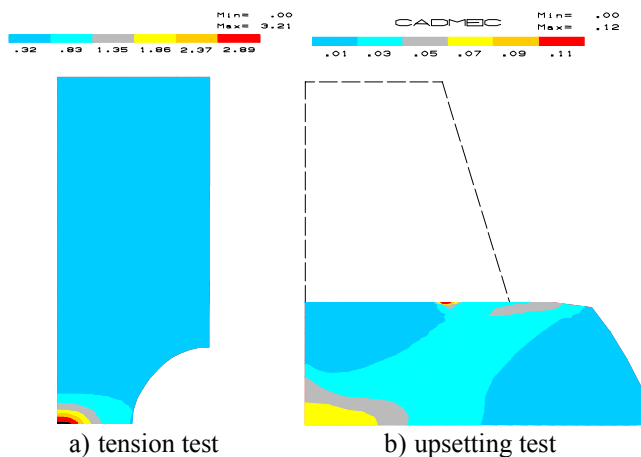 Min= .00
Max= 3.21
.32 .83 1.35 1.86 2.37 2.89
CADMEIC
Min= .00
Max= .12
.01 .03 .05 .07 .09 .11
a) tension test
b) upsetting test